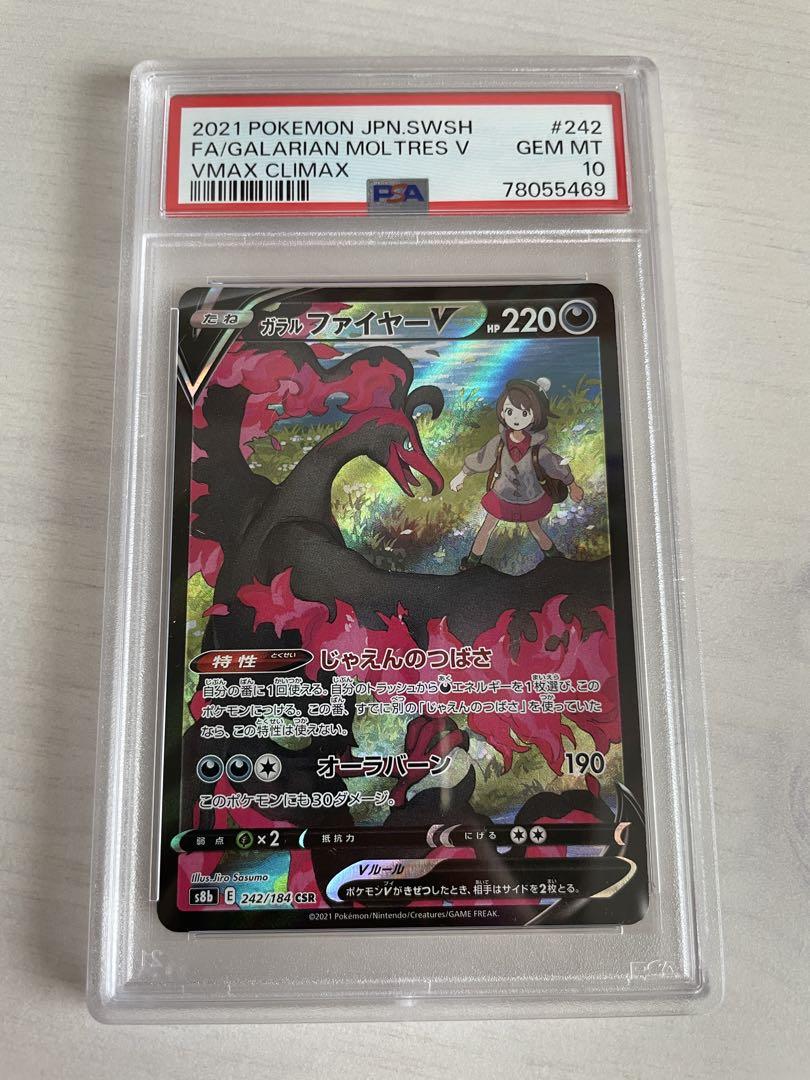 2021 POKEMON JPN.SWSH #242
FA/GALARIAN MOLTRES V GEM MT
VMAX CLIMAX 10
PSA 78055469
たね ガラル ファイヤーV HP 220
特性 とくせい じゃえんのつばさ
自分の番に1回使える。自分のトラッシュからエネルギーを1枚選び、この
ポケモンにつける。この番、すでに別の「じゃえんのつばさ」を使っていた
なら、この特性は使えない。
オーラバーン 190
このポケモンにも30ダメージ。
弱点 ×2 抵抗力 にげる
Vルール
ポケモンVがきぜつしたとき、相手はサイドを2枚とる。
Illus. Jiro Sasumo
s8b E 242/184 CSR
©2021 Pokémon/Nintendo/Creatures/GAME FREAK.